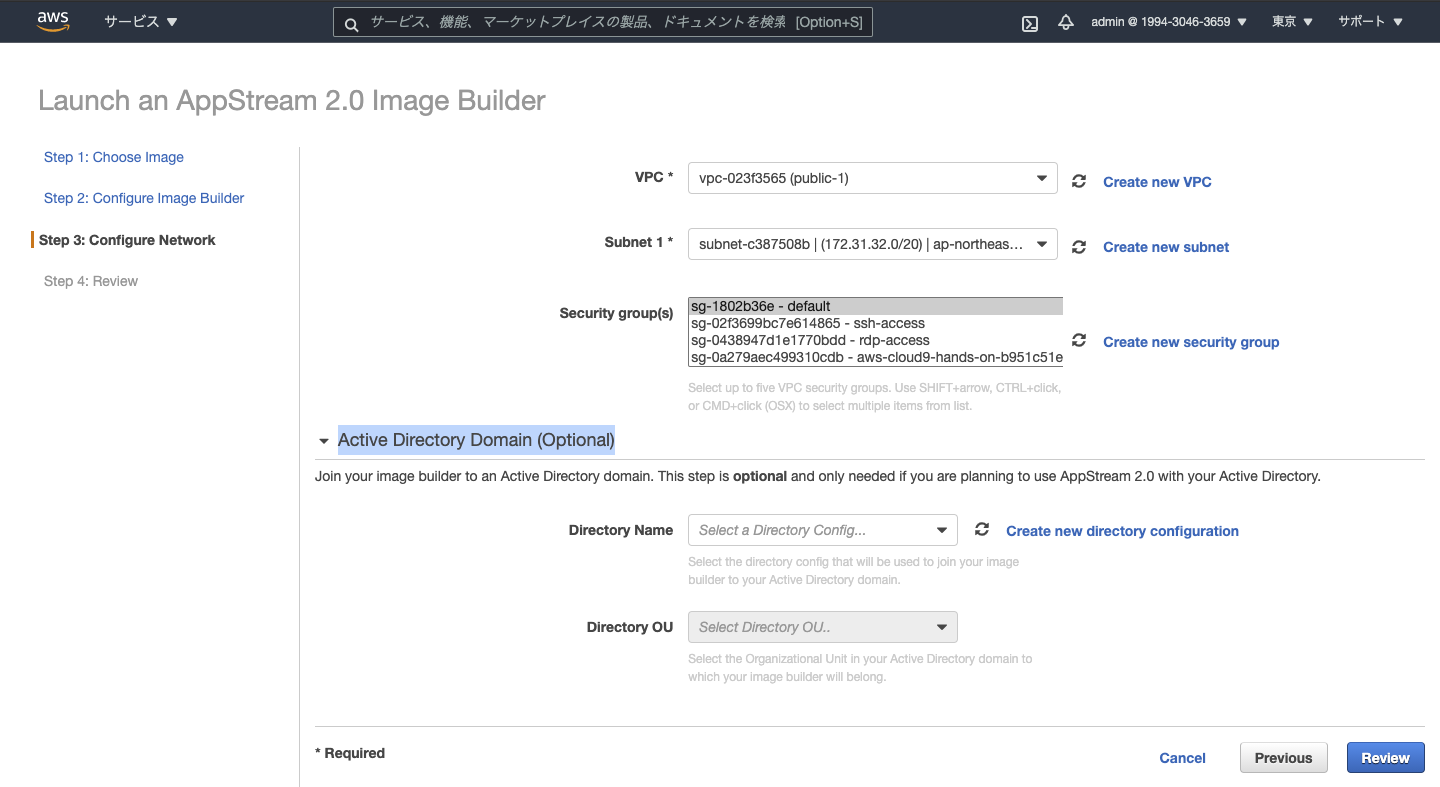 aws
サービス
サービス、機能、マーケットプレイスの製品、ドキュメントを検索 [Option+S]
admin @ 1994-3046-3659
東京
サポート
Launch an AppStream 2.0 Image Builder
Step 1: Choose Image
Step 2: Configure Image Builder
Step 3: Configure Network
Step 4: Review
VPC *
vpc-023f3565 (public-1)
Create new VPC
Subnet 1 *
subnet-c387508b | (172.31.32.0/20) | ap-northeas…
Create new subnet
Security group(s)
sg-1802b36e - default
sg-02f3699bc7e614865 - ssh-access
sg-0438947d1e1770bdd - rdp-access
sg-0a279aec499310cdb - aws-cloud9-hands-on-b951c51e
Create new security group
Select up to five VPC security groups. Use SHIFT+arrow, CTRL+click,
or CMD+click (OSX) to select multiple items from list.
Active Directory Domain (Optional)
Join your image builder to an Active Directory domain. This step is optional and only needed if you are planning to use AppStream 2.0 with your Active Directory.
Directory Name
Select a Directory Config...
Create new directory configuration
Select the directory config that will be used to join your image
builder to your Active Directory domain.
Directory OU
Select Directory OU..
Select the Organizational Unit in your Active Directory domain to
which your image builder will belong.
* Required
Cancel
Previous
Review